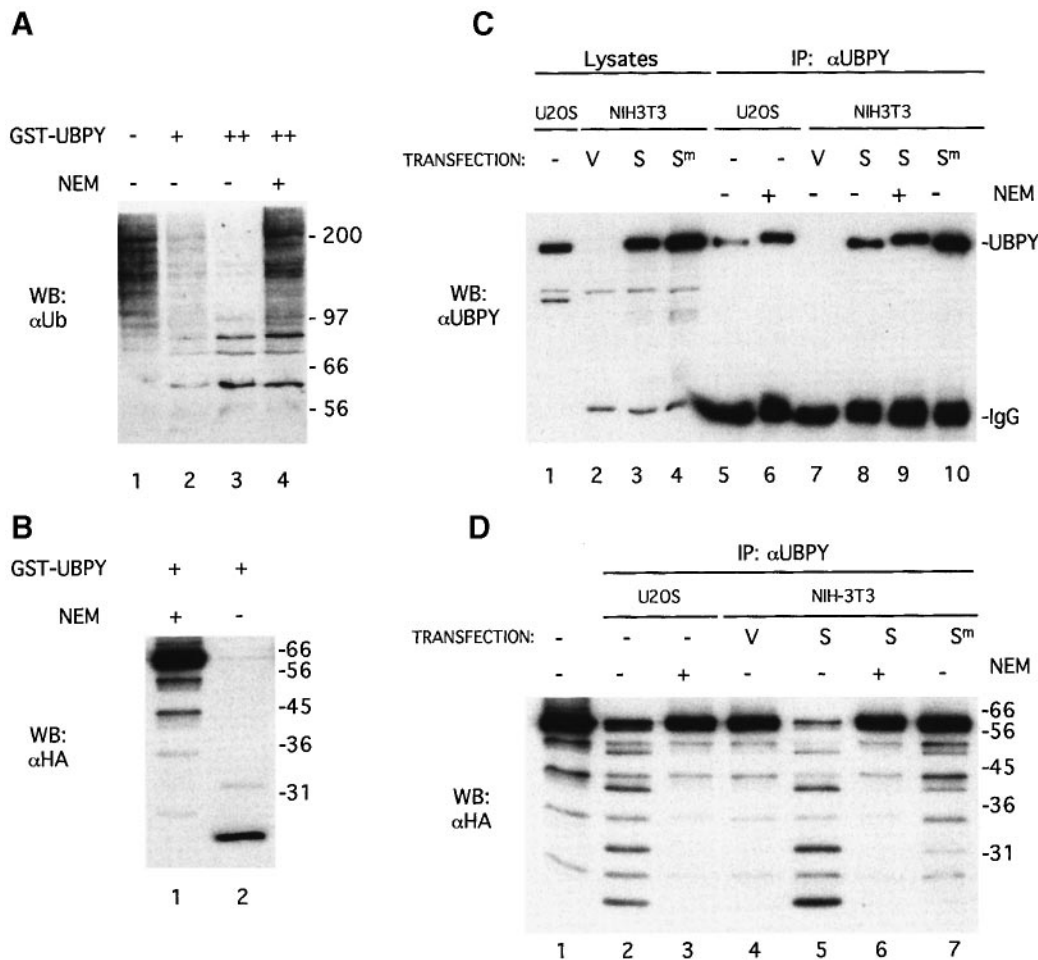 A
GST-UBPY - + ++ ++
NEM - - - +
WB: αUb
- 200
- 97
- 66
- 56
1 2 3 4
B
GST-UBPY + +
NEM + -
WB: αHA
-66
-56
-45
-36
-31
1 2
C
Lysates IP: αUBPY
U2OS NIH3T3 U2OS NIH3T3
TRANSFECTION: - V S Sᵐ - - V S S Sᵐ
- + - - + - NEM
WB: αUBPY
-UBPY
-IgG
1 2 3 4 5 6 7 8 9 10
D
IP: αUBPY
U2OS NIH-3T3
TRANSFECTION: - - - V S S Sᵐ
- - + - - + - NEM
WB: αHA
-66
-56
-45
-36
-31
1 2 3 4 5 6 7